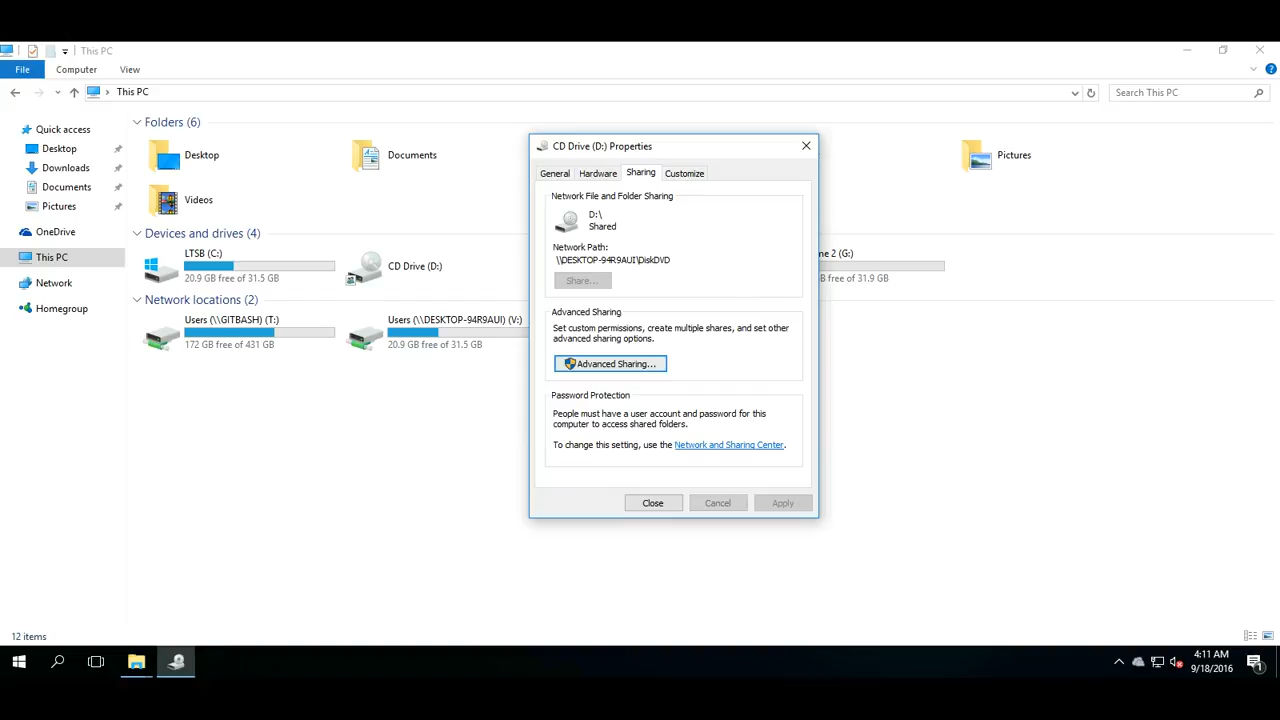 This PC
File Computer View
This PC
Search This PC
Quick access
Desktop
Downloads
Documents
Pictures
OneDrive
This PC
Network
Homegroup
Folders (6)
Desktop
Documents
Pictures
Videos
Devices and drives (4)
LTSB (C:)
20.9 GB free of 31.5 GB
CD Drive (D:)
(G:)
GB free of 31.9 GB
Network locations (2)
Users (\\GITBASH) (T:)
172 GB free of 431 GB
Users (\\DESKTOP-94R9AUI) (V:)
20.9 GB free of 31.5 GB
CD Drive (D:) Properties
General Hardware Sharing Customize
Network File and Folder Sharing
D:\
Shared
Network Path:
\\DESKTOP-94R9AUI\DiskDVD
Share...
Advanced Sharing
Set custom permissions, create multiple shares, and set other
advanced sharing options.
Advanced Sharing...
Password Protection
People must have a user account and password for this
computer to access shared folders.
To change this setting, use the Network and Sharing Center.
Close Cancel Apply
12 items
4:11 AM
9/18/2016
1